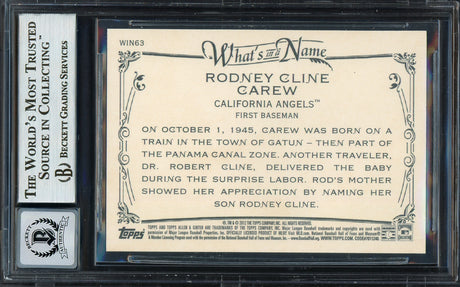 WIN63
What's in a Name
RODNEY CLINE
CAREW
CALIFORNIA ANGELS™
FIRST BASEMAN
ON OCTOBER 1, 1945, CAREW WAS BORN ON
A TRAIN IN THE TOWN OF GATUN – THEN PART OF
THE PANAMA CANAL ZONE. ANOTHER TRAVELER,
DR. ROBERT CLINE, DELIVERED THE BABY
DURING THE SURPRISE LABOR. ROD'S MOTHER
SHOWED HER APPRECIATION BY NAMING HER
SON RODNEY CLINE.
Topps
THE WORLD'S MOST TRUSTED
SOURCE IN COLLECTING™
BECKETT GRADING SERVICES